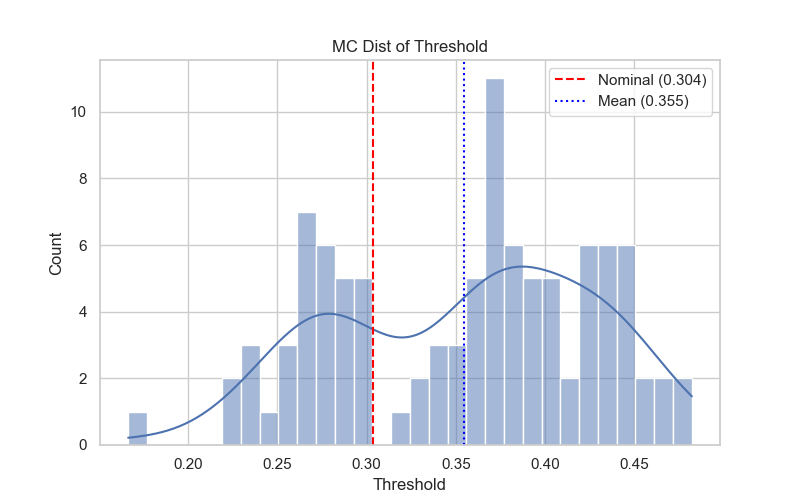 MC Dist of Threshold
Nominal (0.304)
Mean (0.355)
Count
10
8
6
4
2
0
0.20 0.25 0.30 0.35 0.40 0.45
Threshold